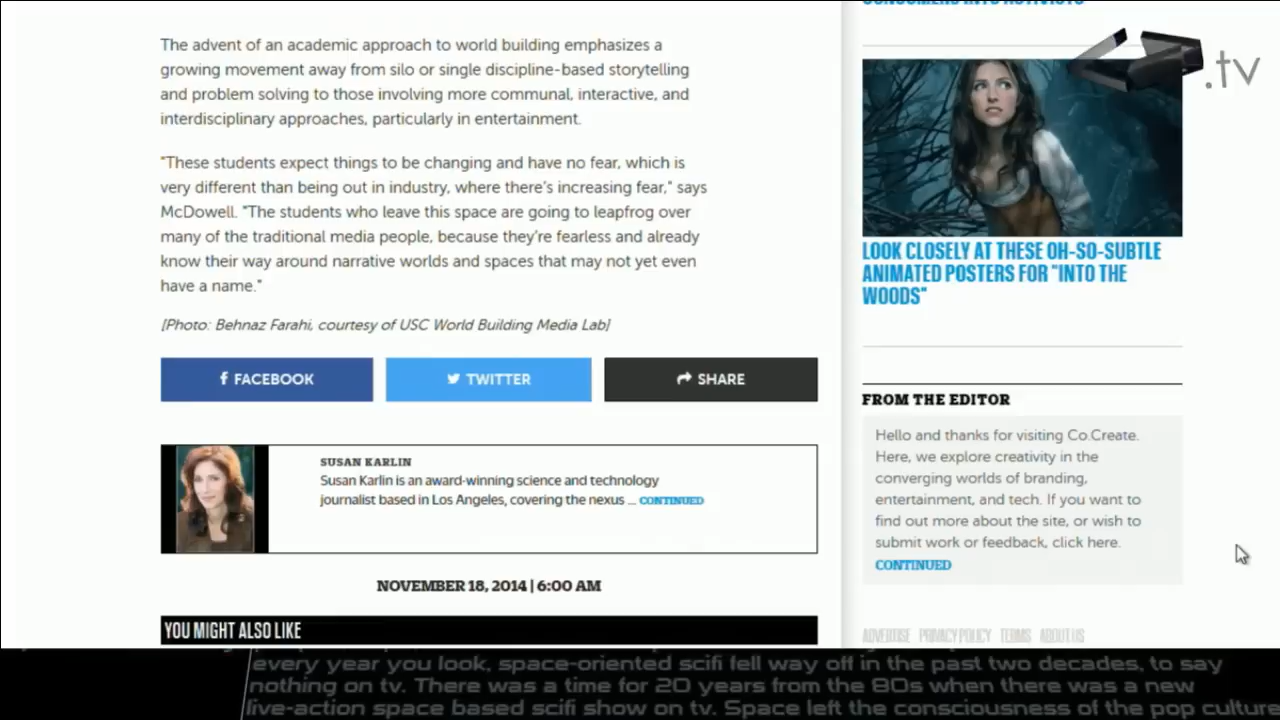 CONSUMERS INTO ACTIVISTS
.tv
The advent of an academic approach to world building emphasizes a
growing movement away from silo or single discipline-based storytelling
and problem solving to those involving more communal, interactive, and
interdisciplinary approaches, particularly in entertainment.
"These students expect things to be changing and have no fear, which is
very different than being out in industry, where there's increasing fear," says
McDowell. "The students who leave this space are going to leapfrog over
many of the traditional media people, because they're fearless and already
know their way around narrative worlds and spaces that may not yet even
have a name."
[Photo: Behnaz Farahi, courtesy of USC World Building Media Lab]
FACEBOOK
TWITTER
SHARE
SUSAN KARLIN
Susan Karlin is an award-winning science and technology
journalist based in Los Angeles, covering the nexus ... CONTINUED
NOVEMBER 18, 2014 | 6:00 AM
YOU MIGHT ALSO LIKE
LOOK CLOSELY AT THESE OH-SO-SUBTLE
ANIMATED POSTERS FOR "INTO THE
WOODS"
FROM THE EDITOR
Hello and thanks for visiting Co.Create.
Here, we explore creativity in the
converging worlds of branding,
entertainment, and tech. If you want to
find out more about the site, or wish to
submit work or feedback, click here.
CONTINUED
ADVERTISE PRIVACY POLICY TERMS ABOUT US
every year you look, space-oriented scifi fell way off in the past two decades, to say
nothing on tv. There was a time for 20 years from the 80s when there was a new
live-action space based scifi show on tv. Space left the consciousness of the pop culture